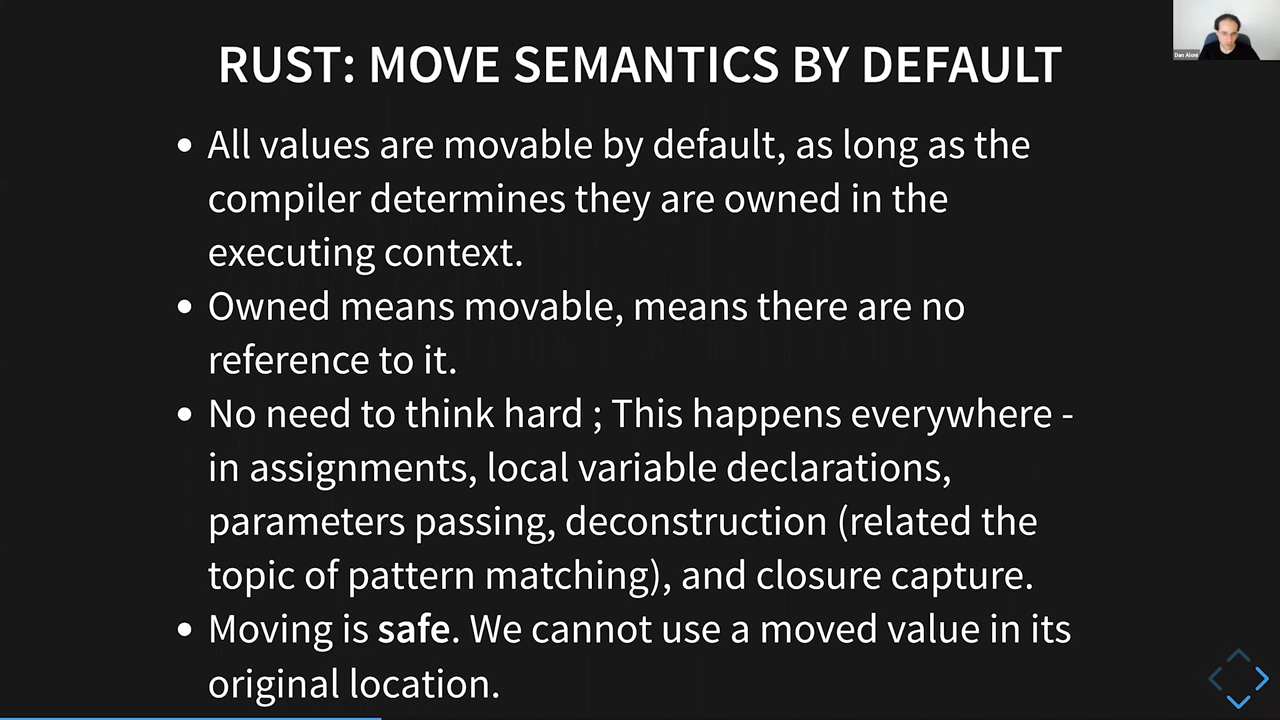 RUST: MOVE SEMANTICS BY DEFAULT
• All values are movable by default, as long as the
compiler determines they are owned in the
executing context.
• Owned means movable, means there are no
reference to it.
• No need to think hard ; This happens everywhere -
in assignments, local variable declarations,
parameters passing, deconstruction (related the
topic of pattern matching), and closure capture.
• Moving is safe. We cannot use a moved value in its
original location.
Dan Aloni